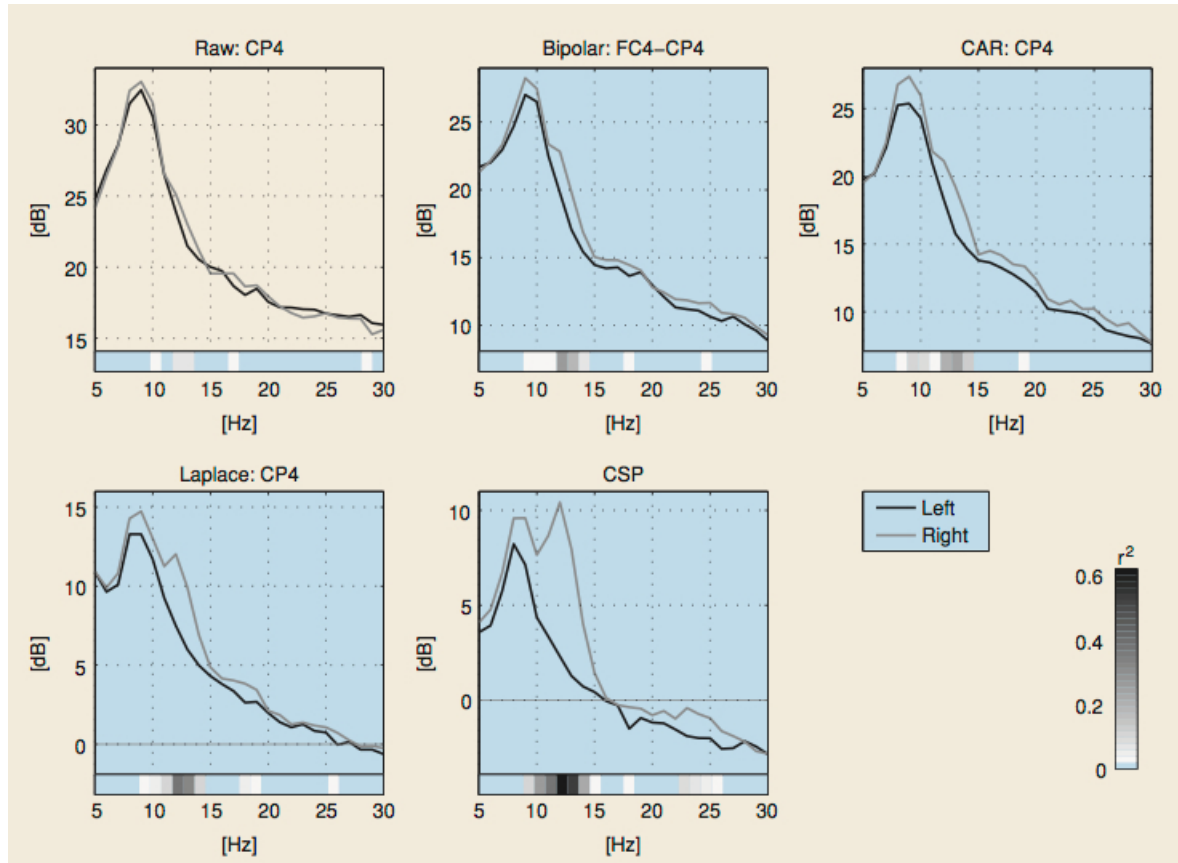 Raw: CP4
[dB]
30
25
20
15
5 10 15 20 25 30
[Hz]
Bipolar: FC4–CP4
[dB]
25
20
15
10
5 10 15 20 25 30
[Hz]
CAR: CP4
[dB]
25
20
15
10
5 10 15 20 25 30
[Hz]
Laplace: CP4
[dB]
15
10
5
0
5 10 15 20 25 30
[Hz]
CSP
[dB]
10
5
0
5 10 15 20 25 30
[Hz]
Left
Right
r²
0.6
0.4
0.2
0